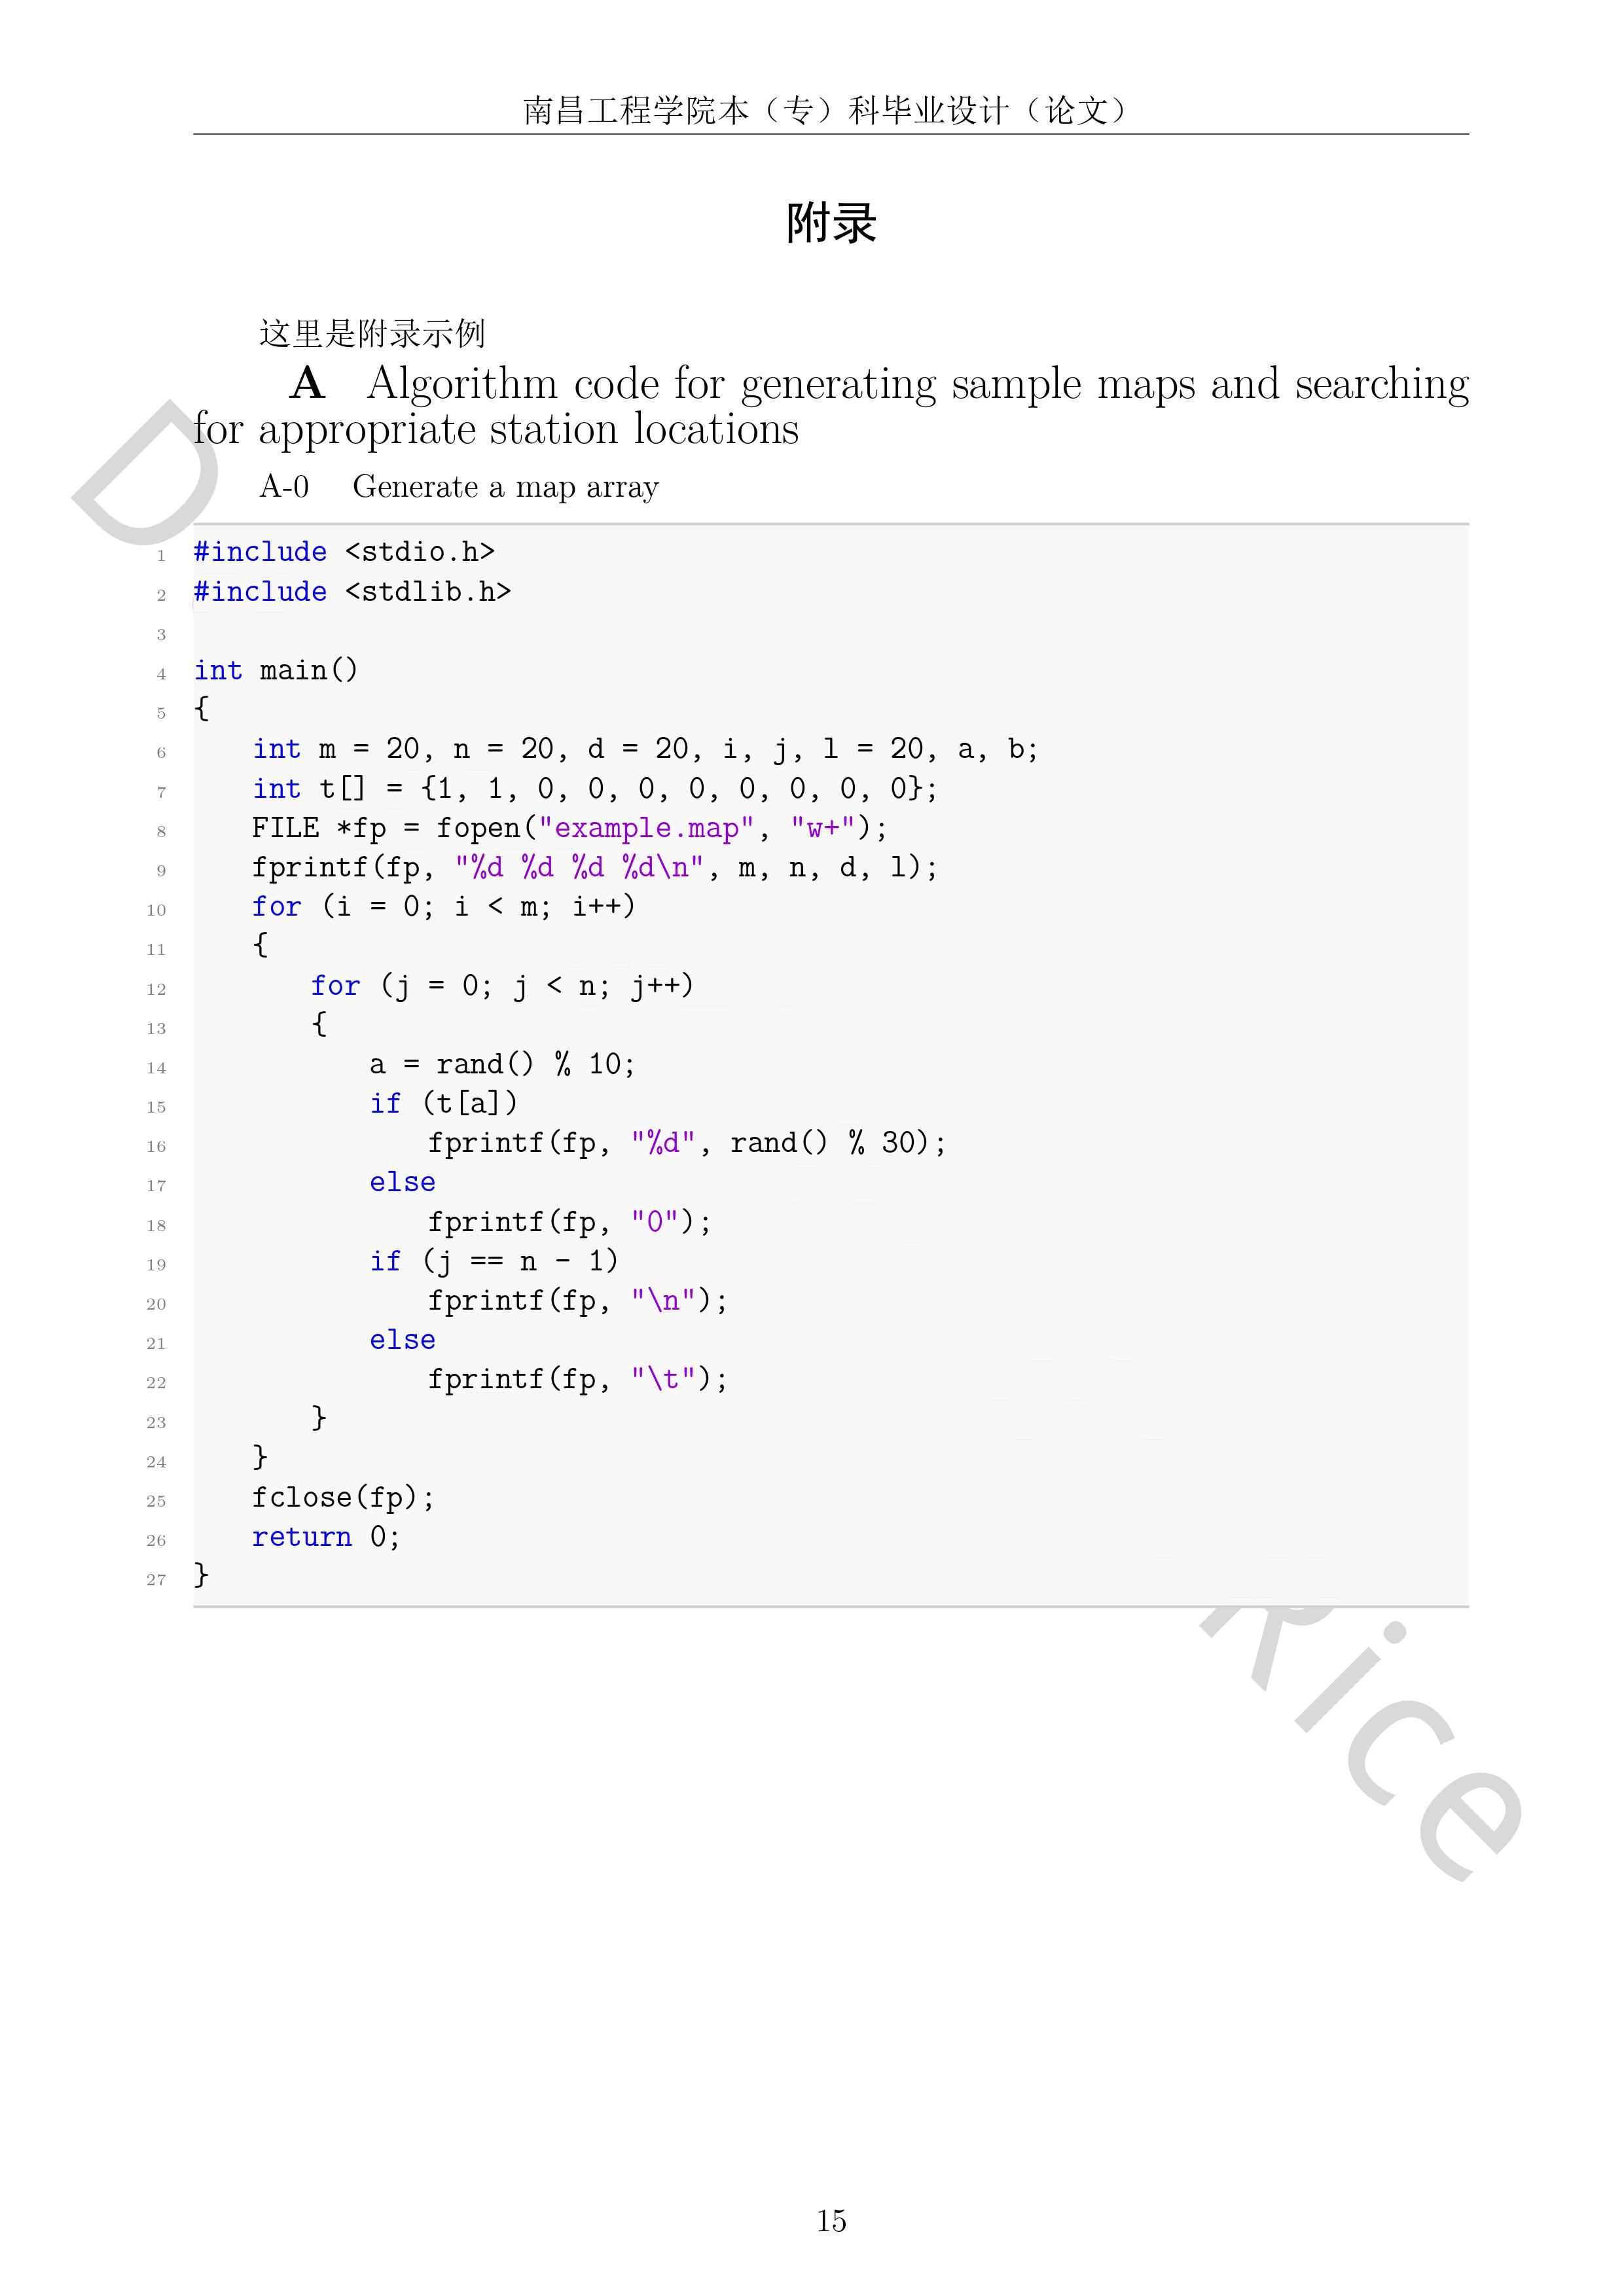 南昌工程学院本（专）科毕业设计（论文）
附录
这里是附录示例
A Algorithm code for generating sample maps and searching
for appropriate station locations
A-0 Generate a map array
1 #include <stdio.h>
2 #include <stdlib.h>
3
4 int main()
5 {
6     int m = 20, n = 20, d = 20, i, j, l = 20, a, b;
7     int t[] = {1, 1, 0, 0, 0, 0, 0, 0, 0, 0};
8     FILE *fp = fopen("example.map", "w+");
9     fprintf(fp, "%d %d %d %d\n", m, n, d, l);
10     for (i = 0; i < m; i++)
11     {
12         for (j = 0; j < n; j++)
13         {
14             a = rand() % 10;
15             if (t[a])
16                 fprintf(fp, "%d", rand() % 30);
17             else
18                 fprintf(fp, "0");
19             if (j == n - 1)
20                 fprintf(fp, "\n");
21             else
22                 fprintf(fp, "\t");
23         }
24     }
25     fclose(fp);
26     return 0;
27 }
D
Rice
15